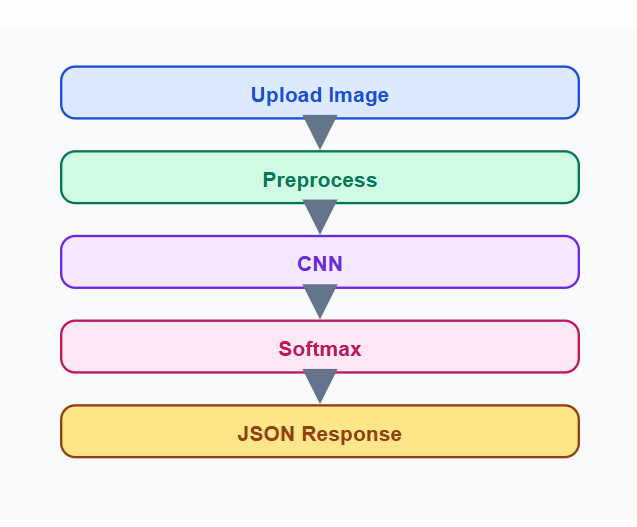 Upload Image
Preprocess
CNN
Softmax
JSON Response